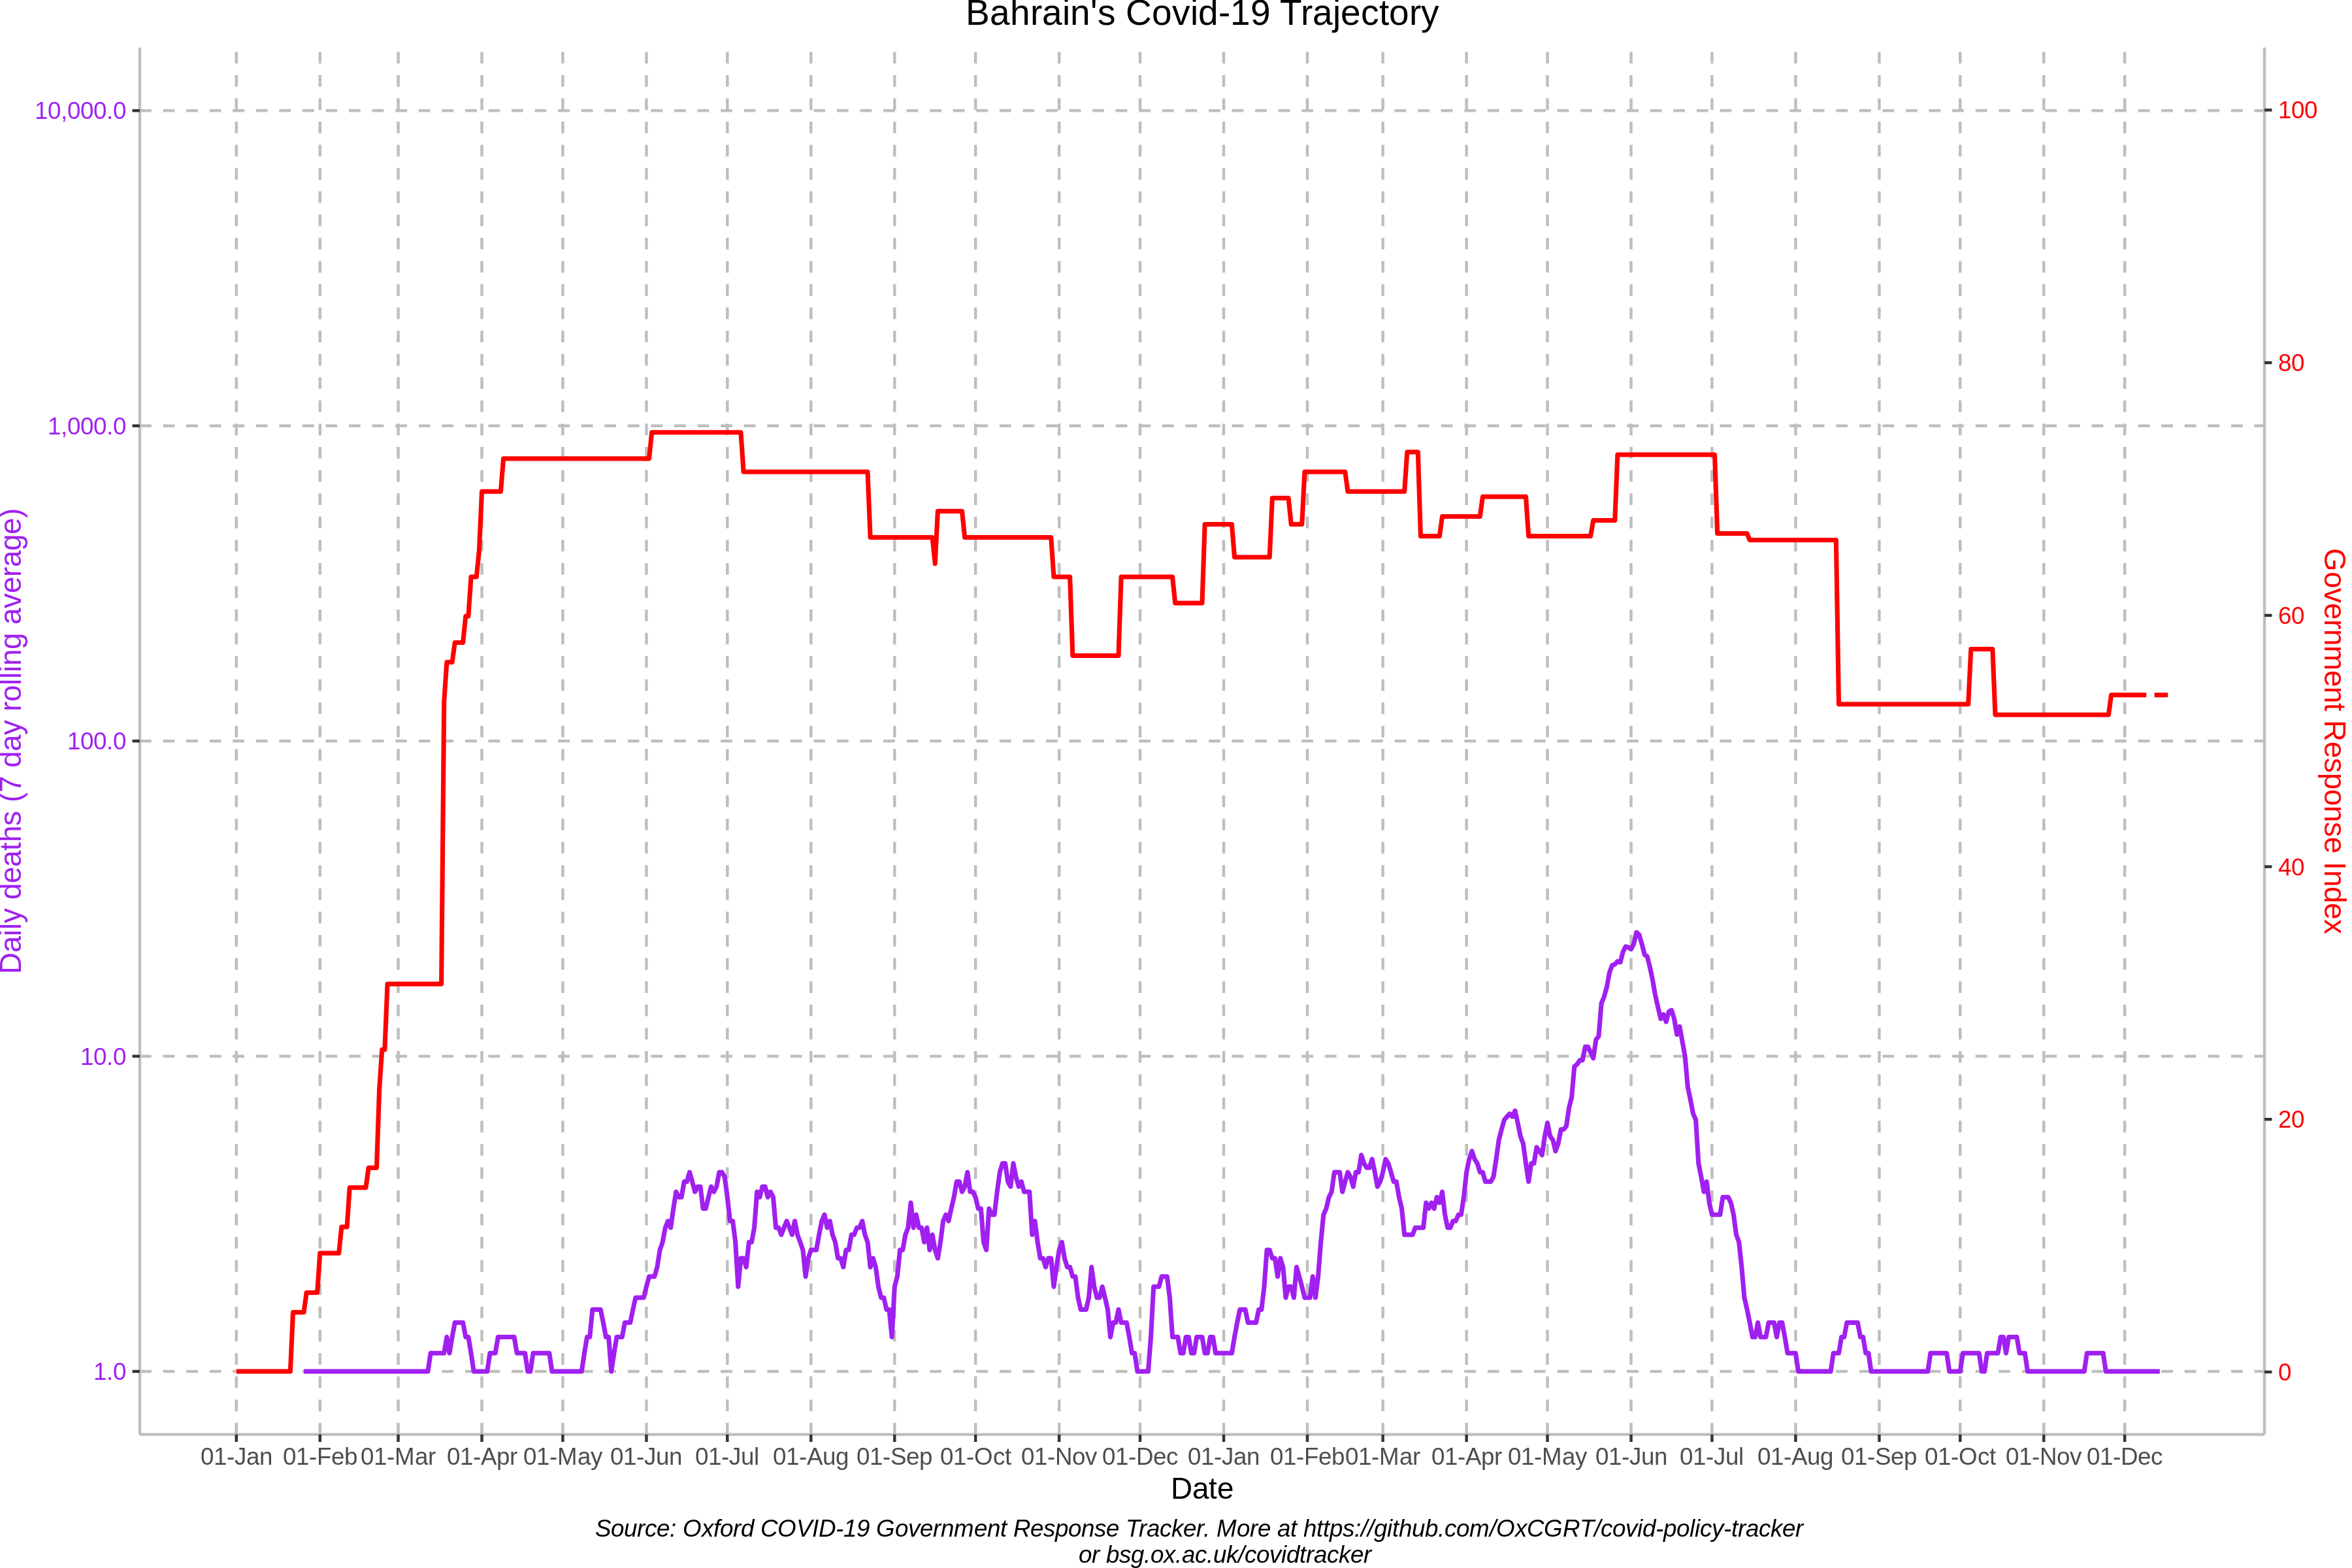 Bahrain's Covid-19 Trajectory
10,000.0
1,000.0
100.0
10.0
1.0
Daily deaths (7 day rolling average)
100
80
60
40
20
0
Government Response Index
01-Jan 01-Feb 01-Mar 01-Apr 01-May 01-Jun 01-Jul 01-Aug 01-Sep 01-Oct 01-Nov 01-Dec 01-Jan 01-Feb 01-Mar 01-Apr 01-May 01-Jun 01-Jul 01-Aug 01-Sep 01-Oct 01-Nov 01-Dec
Date
Source: Oxford COVID-19 Government Response Tracker. More at https://github.com/OxCGRT/covid-policy-tracker
or bsg.ox.ac.uk/covidtracker